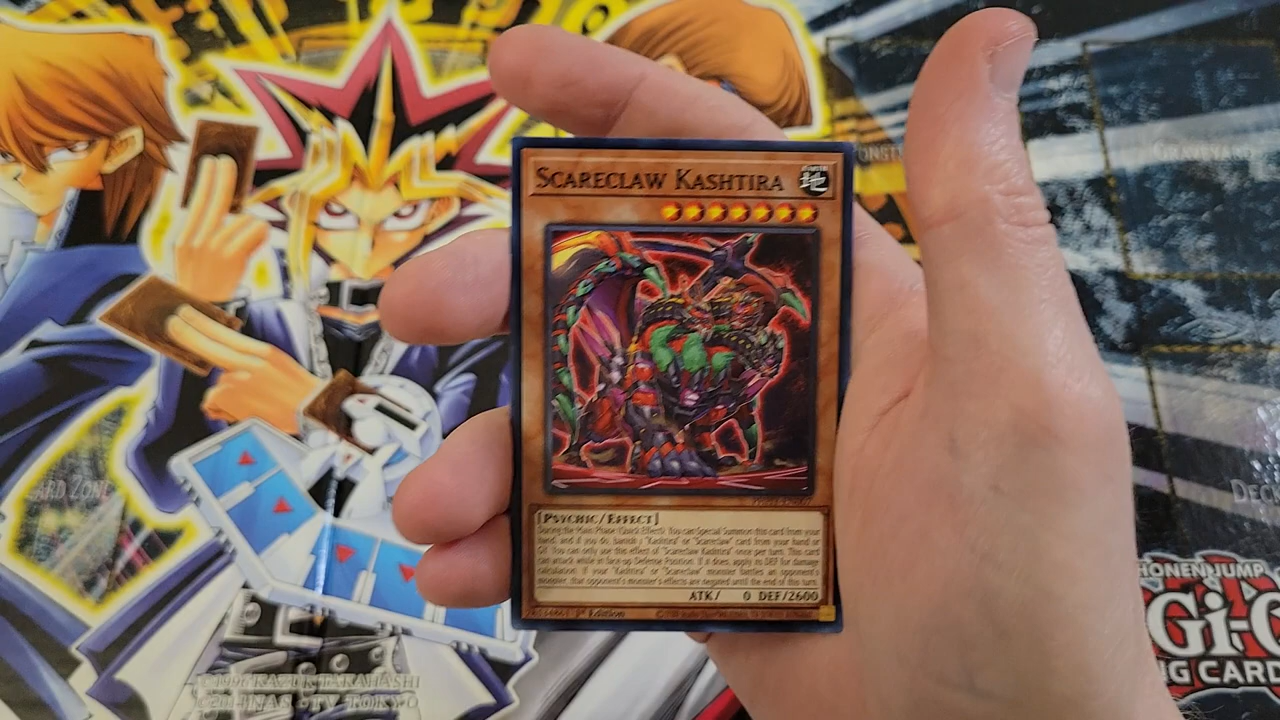 SCARECLAW KASHTIRA
地
[PSYCHIC/EFFECT]
During the Main Phase (Quick Effect): You can Special Summon this card from your
hand, and if you do, banish 1 "Kashtira" or "Scareclaw" card from your hand or
GY. You can only use this effect of "Scareclaw Kashtira" once per turn. This card
can attack while in face-up Defense Position. If it does, apply its DEF for damage
calculation. If your "Kashtira" or "Scareclaw" monster battles an opponent's
monster, that opponent's monster's effects are negated until the end of this turn.
ATK/ 0 DEF/2600
1st Edition
GRAVEYARD
CARD ZONE
DECK
SHONEN JUMP
©1996 KAZUKI TAKAHASHI
TV TOKYO